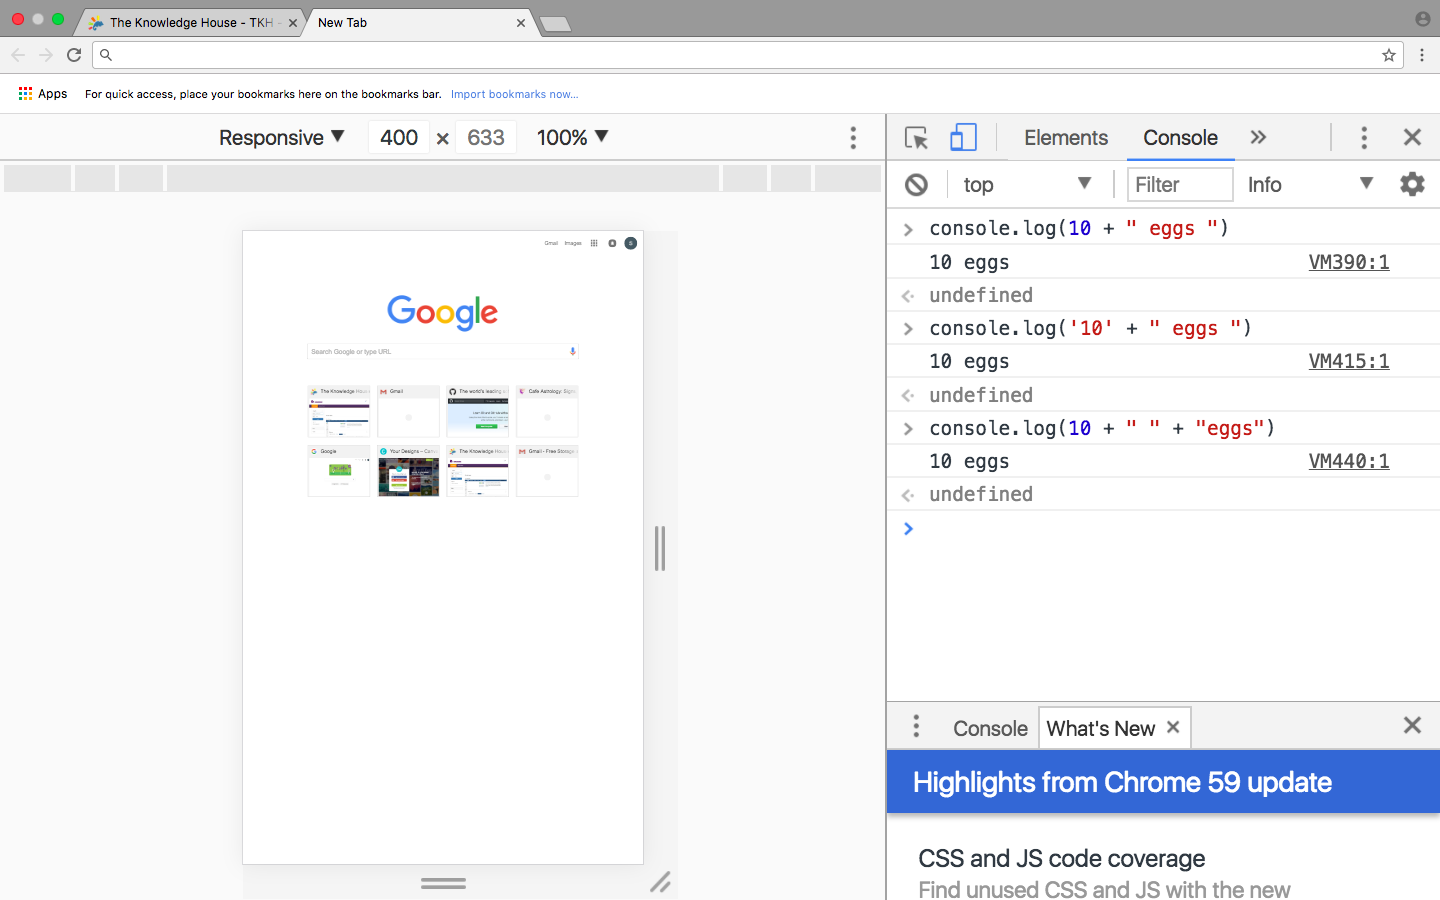 The Knowledge House - TKH -
New Tab
Apps
For quick access, place your bookmarks here on the bookmarks bar. Import bookmarks now...
Responsive ▼ 400 × 633 100% ▼
Gmail Images
S
Google
Search Google or type URL
The Knowledge Hous
Gmail
The world's leading s
Cafe Astrology: Signs
Google
Your Designs – Canv
The Knowledge Hous
Gmail - Free Storage
Elements Console »
top ▼ Filter Info ▼
console.log(10 + " eggs ")
10 eggs VM390:1
undefined
console.log('10' + " eggs ")
10 eggs VM415:1
undefined
console.log(10 + " " + "eggs")
10 eggs VM440:1
undefined
Console What's New ×
Highlights from Chrome 59 update
CSS and JS code coverage
Find unused CSS and JS with the new